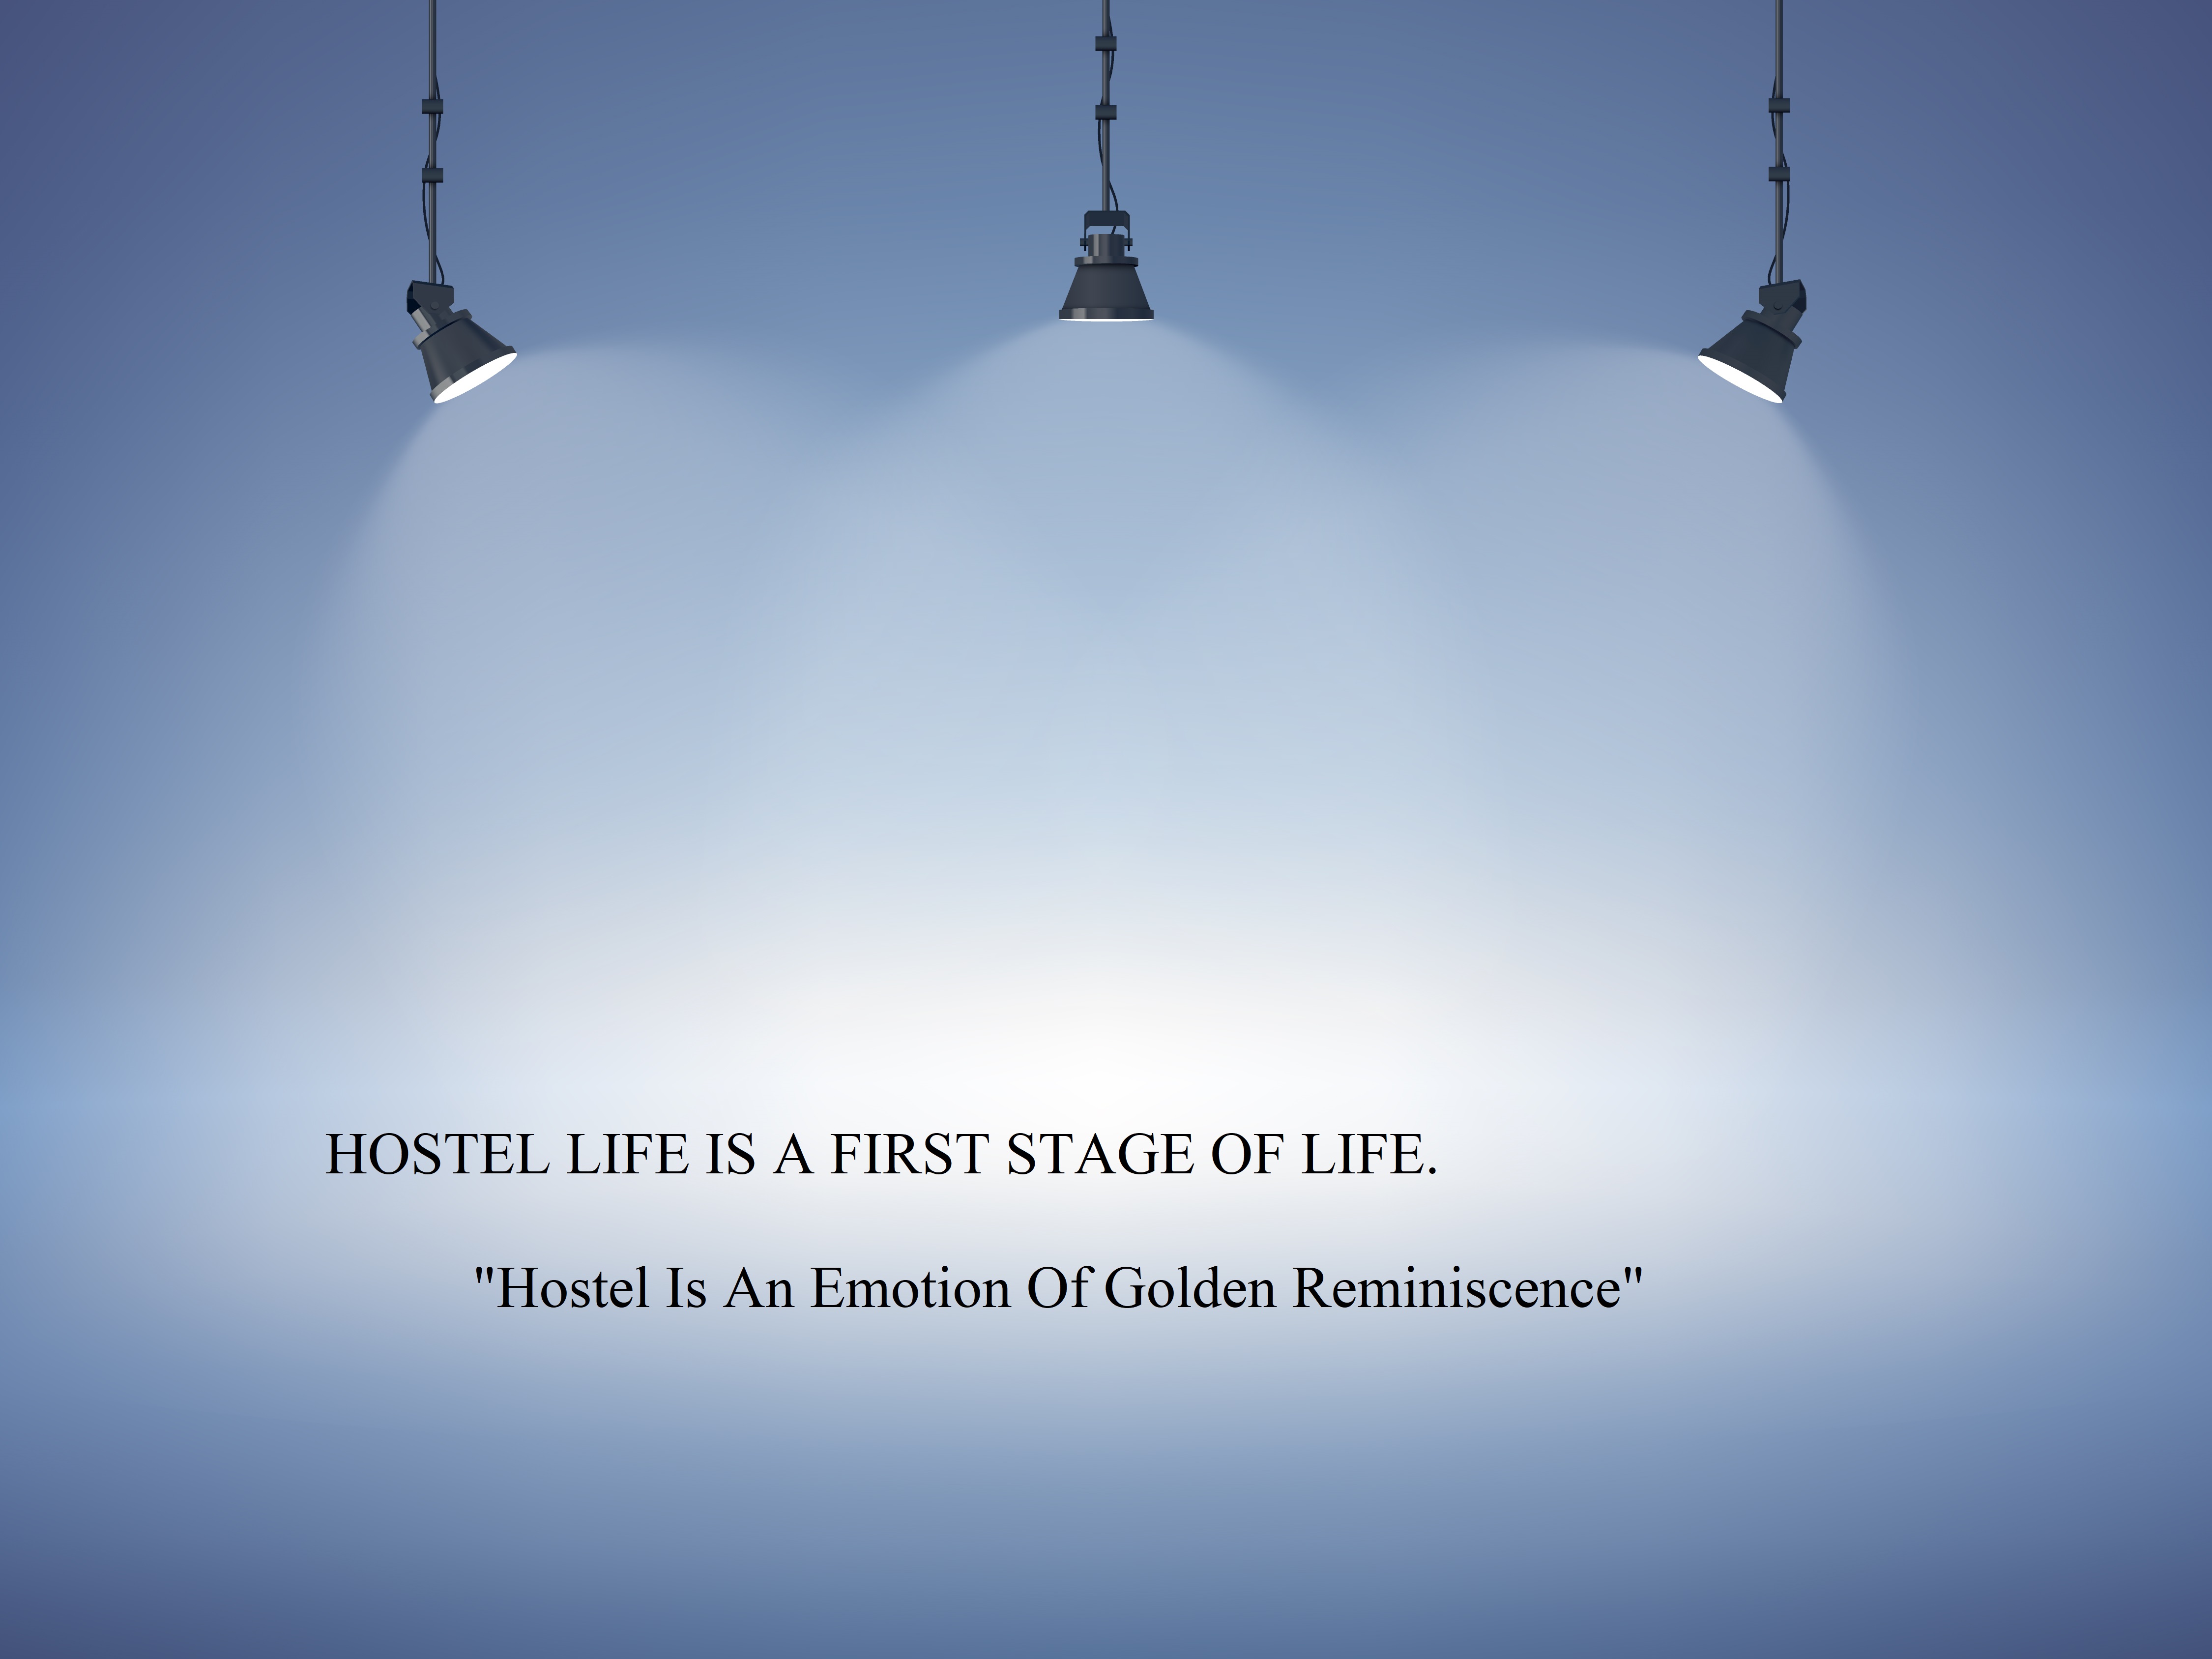 HOSTEL LIFE IS A FIRST STAGE OF LIFE.
"Hostel Is An Emotion Of Golden Reminiscence"